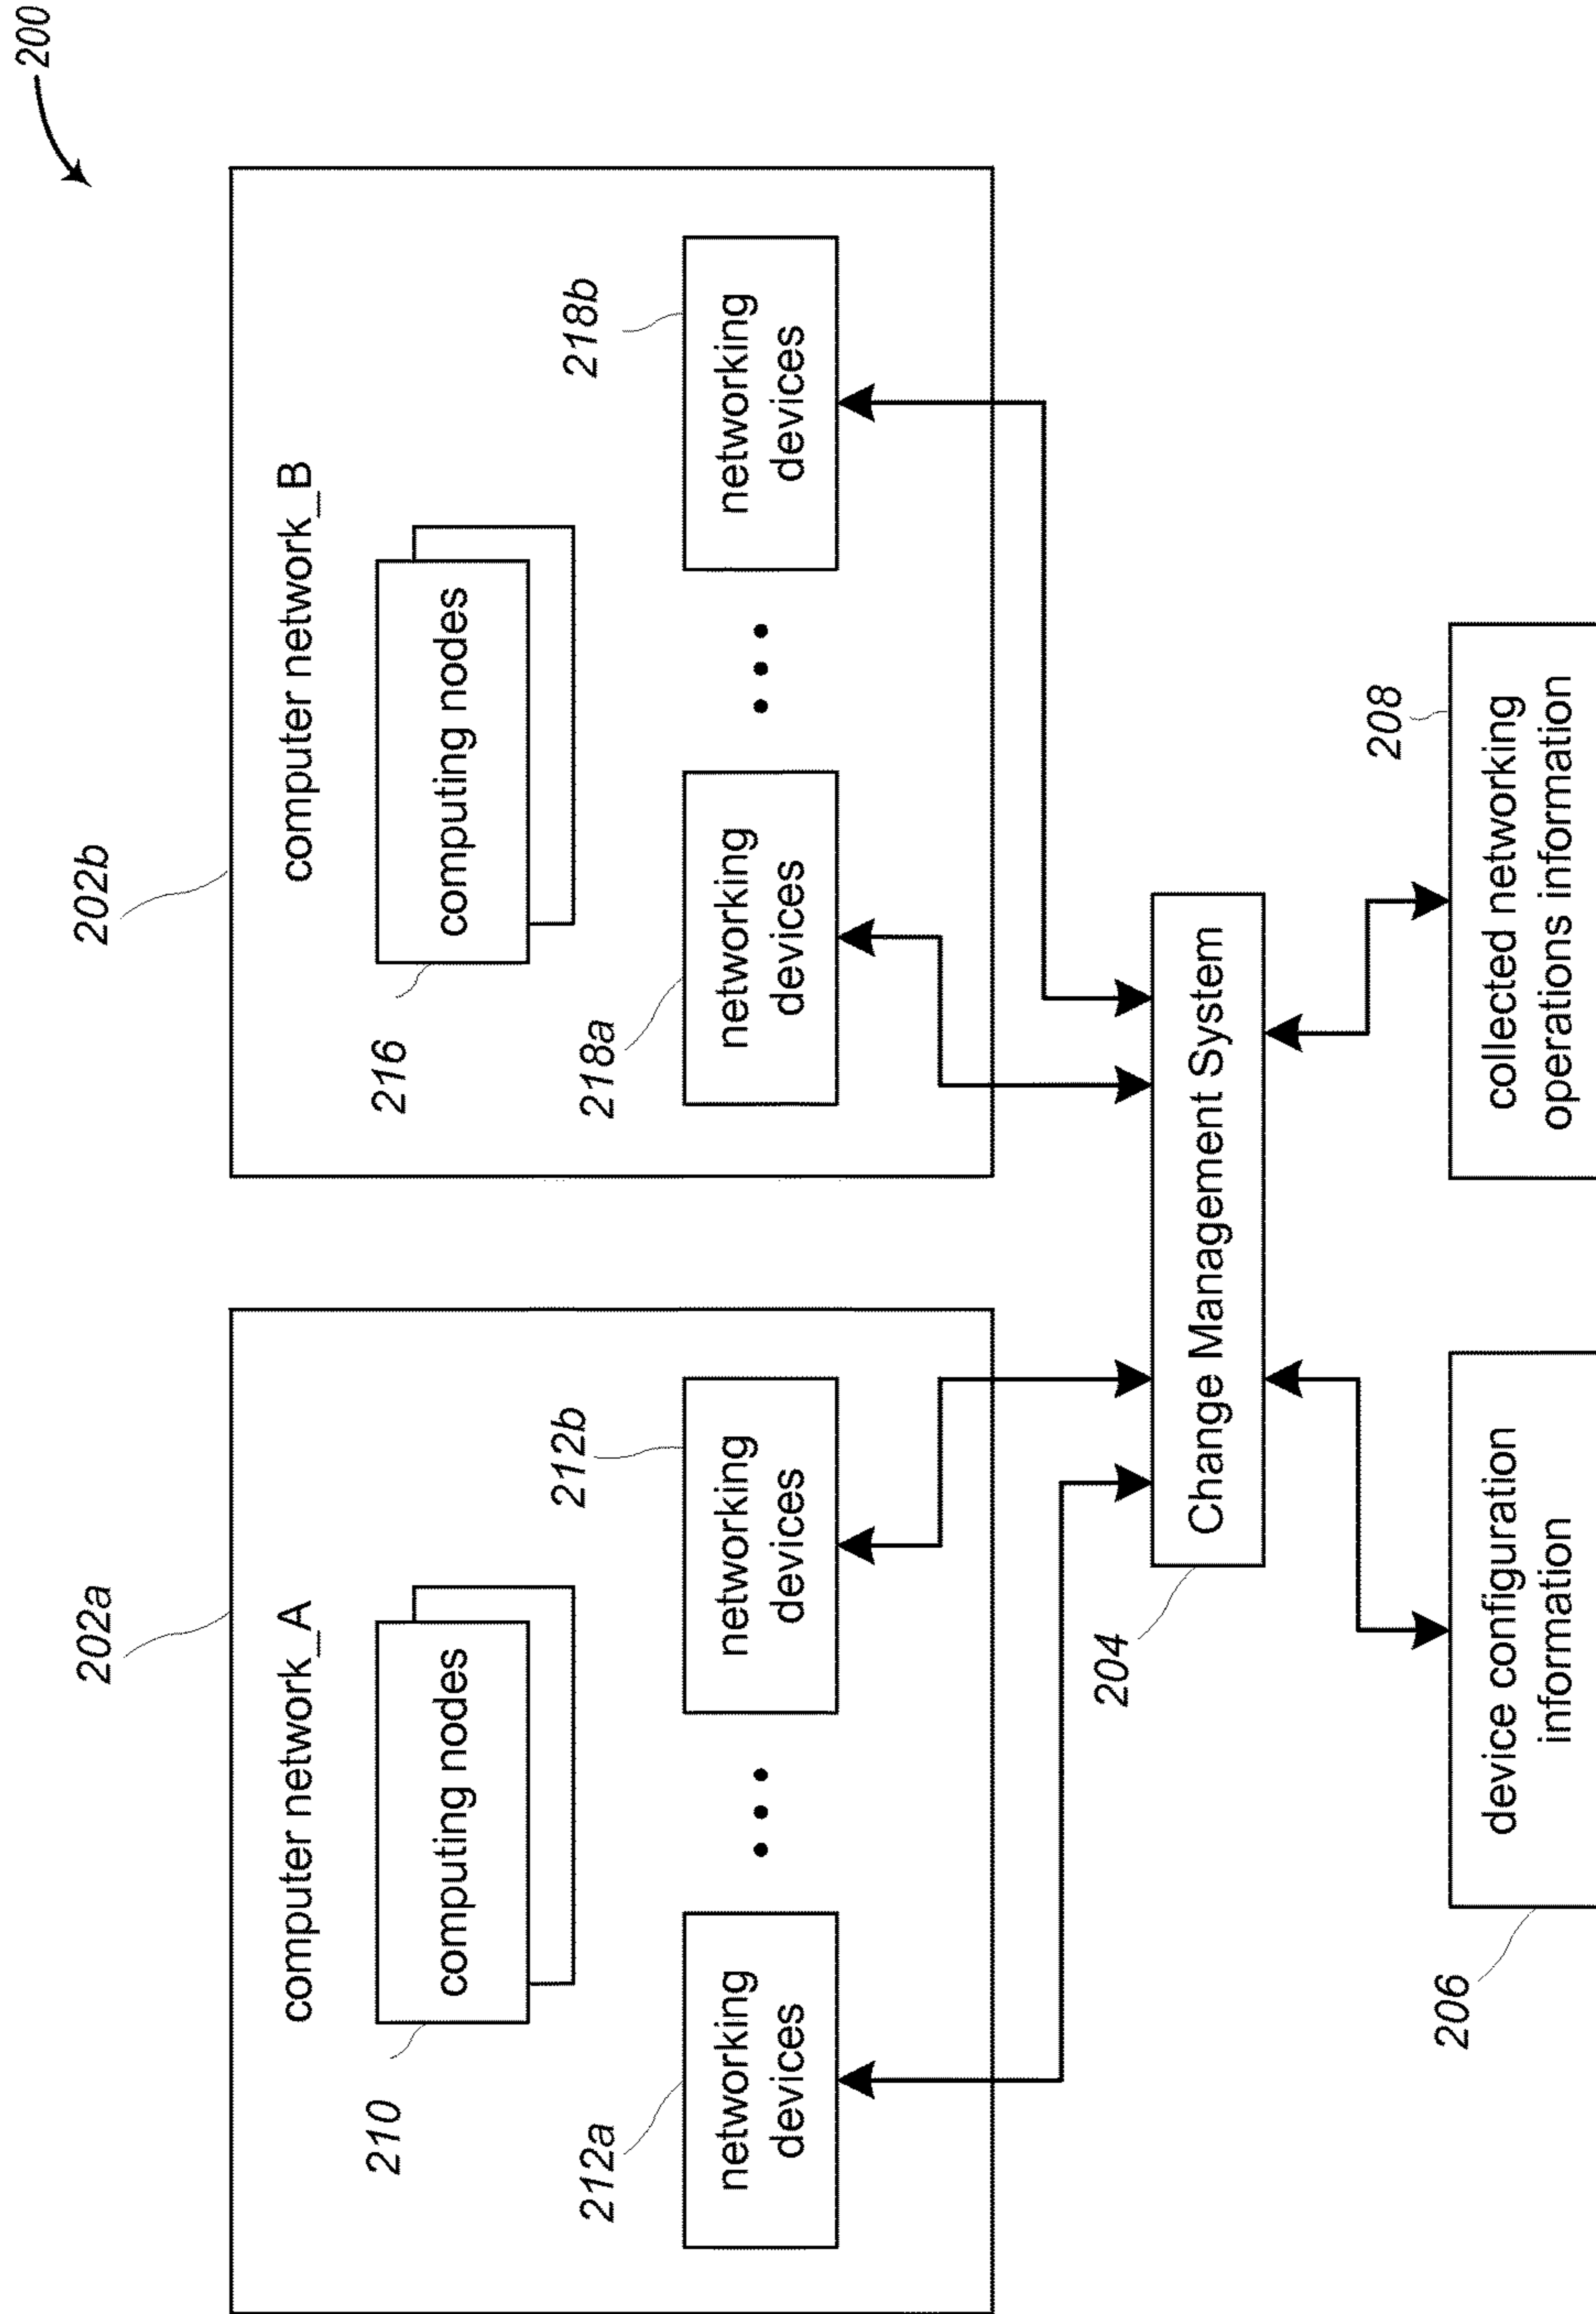 200
202a
202b
computer network_A
computer network_B
210
computing nodes
216
computing nodes
212a
212b
218a
218b
networking
devices
networking
devices
networking
devices
networking
devices
204
Change Management System
206
208
device configuration
information
collected networking
operations information